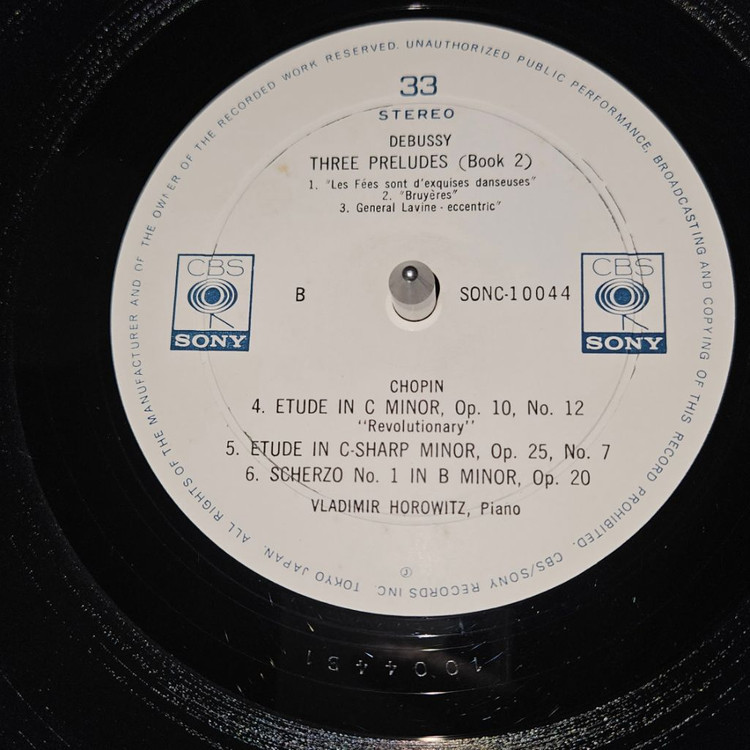 ALL RIGHTS OF THE MANUFACTURER AND OF THE OWNER OF THE RECORDED WORK RESERVED. UNAUTHORIZED PUBLIC PERFORMANCE, BROADCASTING AND COPYING OF THIS RECORD PROHIBITED. CBS/SONY RECORDS INC. TOKYO JAPAN.
33
STEREO
DEBUSSY
THREE PRELUDES (Book 2)
1. "Les Fées sont d'exquises danseuses"
2. "Bruyères"
3. General Lavine - eccentric"
CBS
SONY
B
SONC-10044
CBS
SONY
CHOPIN
4. ETUDE IN C MINOR, Op. 10, No. 12
"Revolutionary"
5. ETUDE IN C-SHARP MINOR, Op. 25, No. 7
6. SCHERZO No. 1 IN B MINOR, Op. 20
VLADIMIR HOROWITZ, Piano